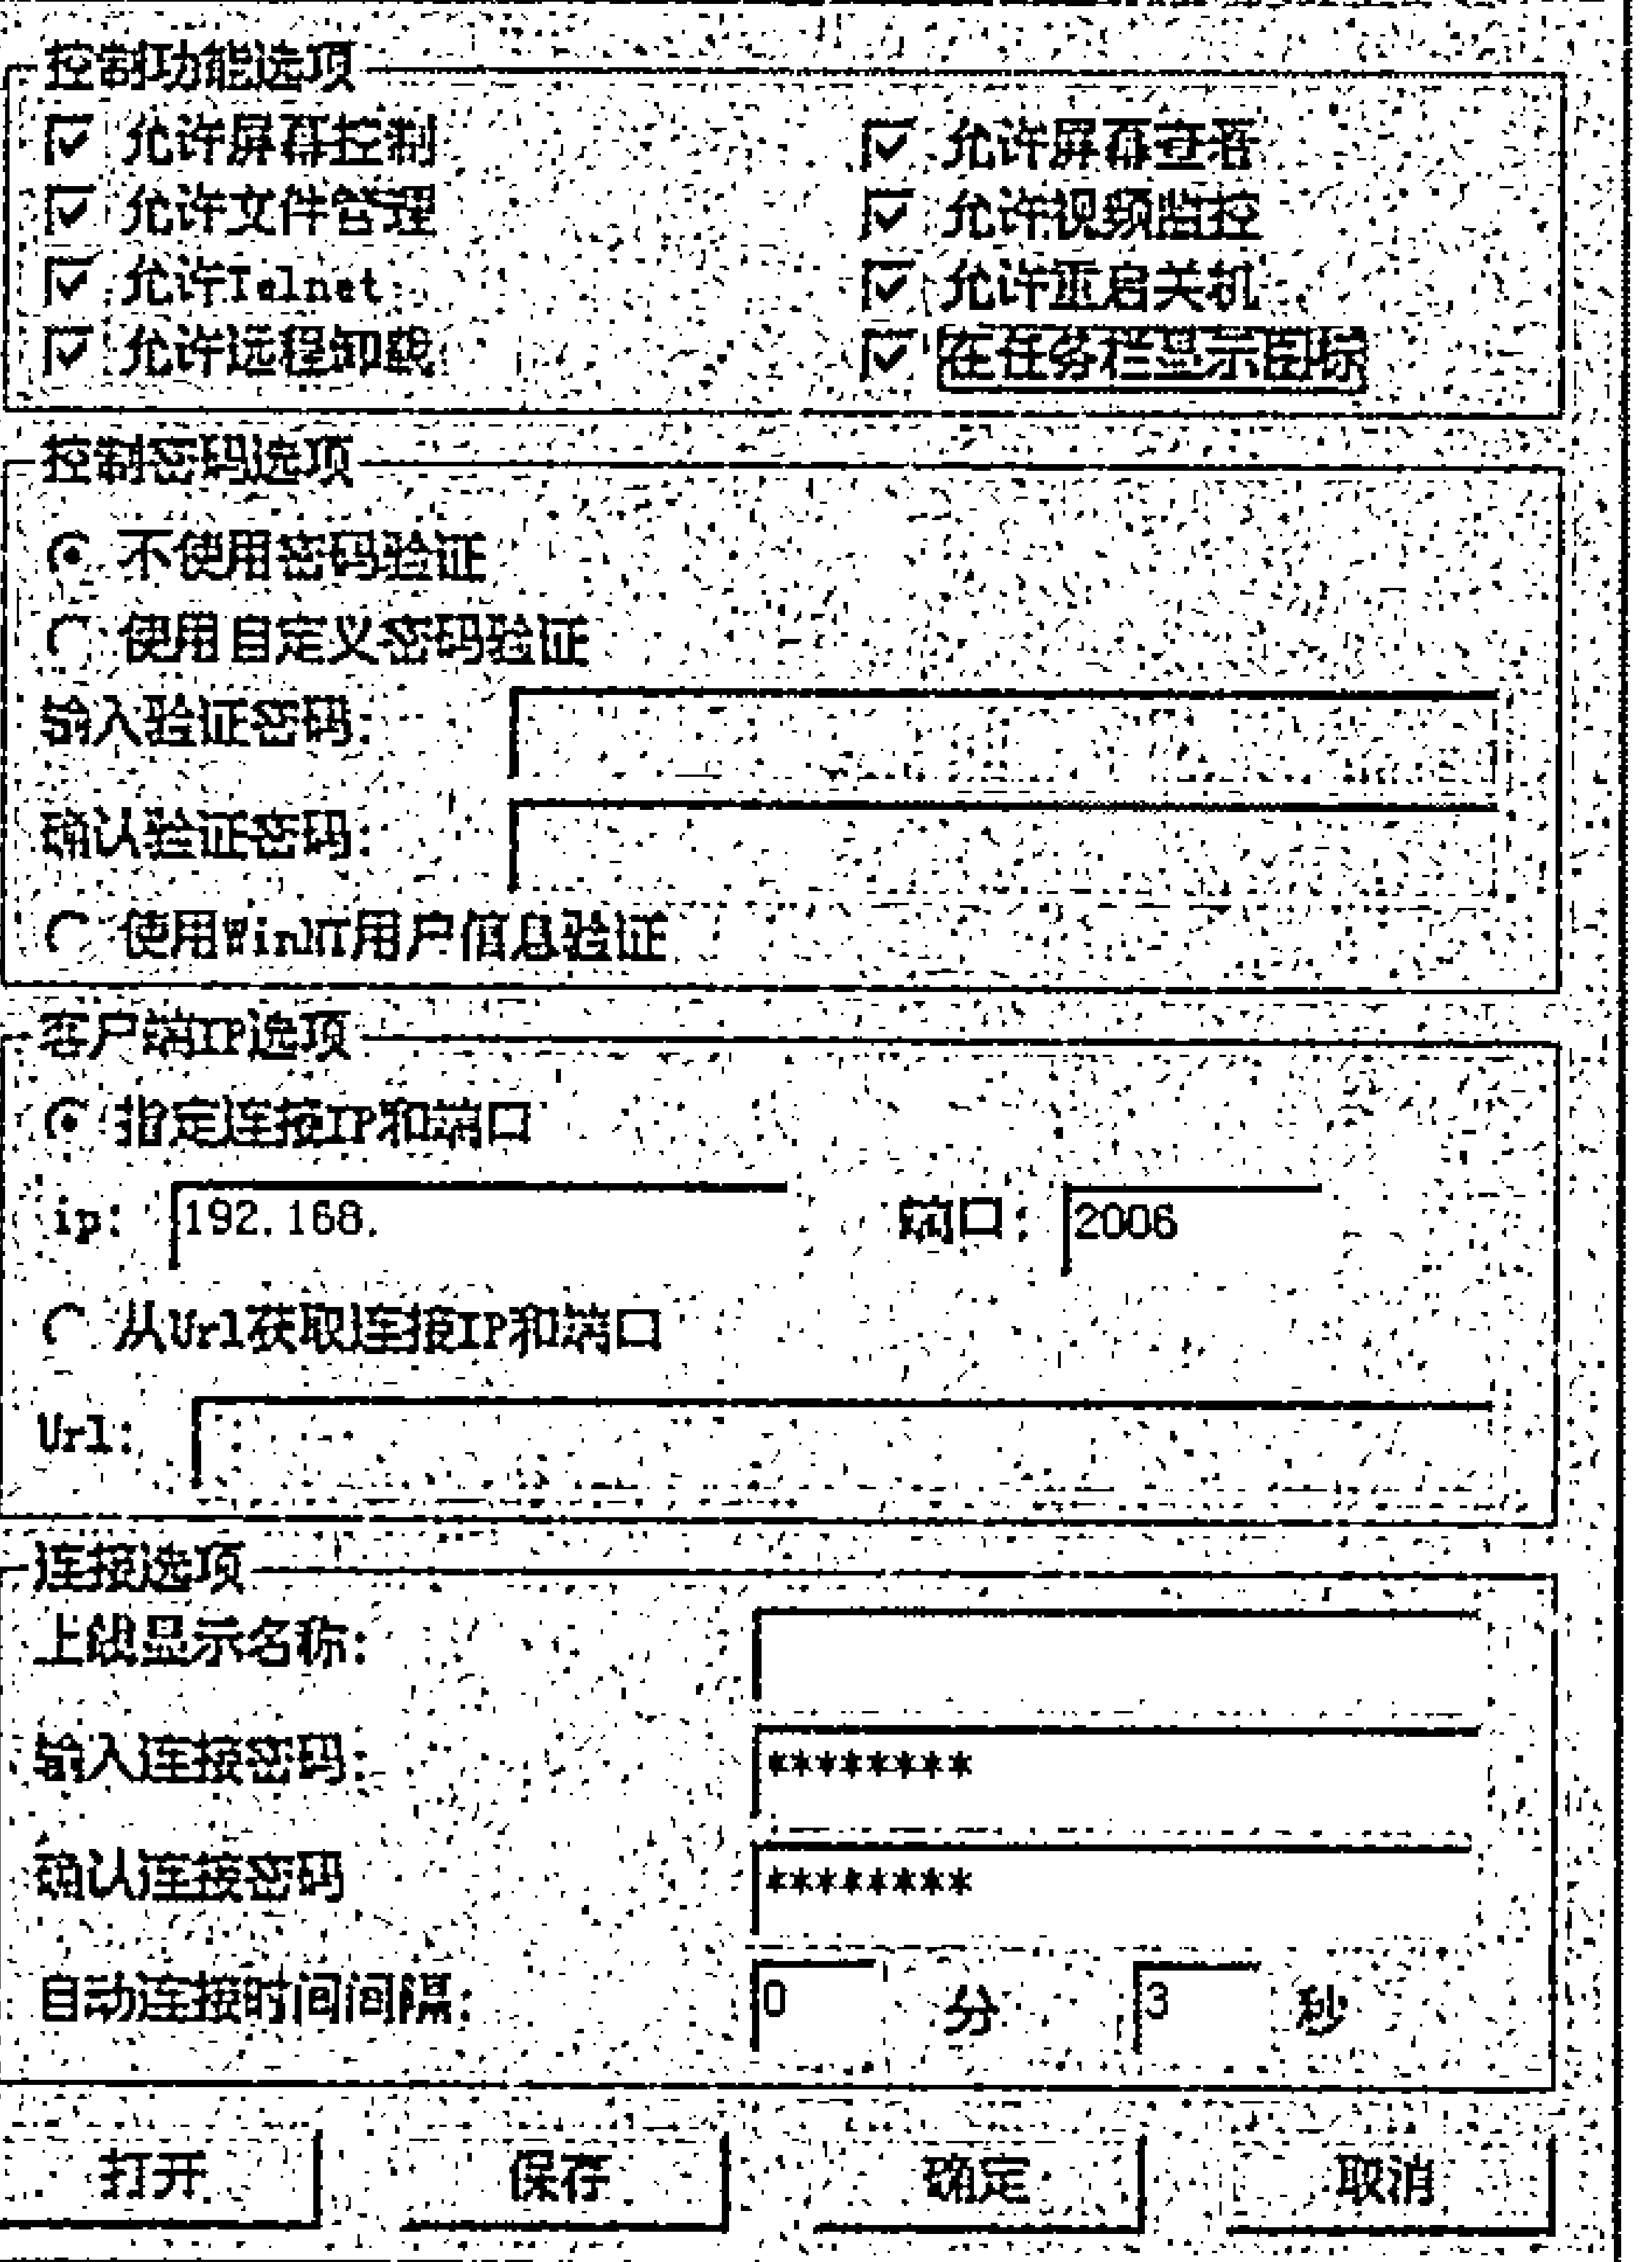 控制功能选项
允许屏幕控制 允许屏幕查看
允许文件管理 允许视频监控
允许Telnet 允许重启关机
允许远程卸载 在任务栏显示图标
控制密码选项
不使用密码验证
使用自定义密码验证
输入验证密码:
确认验证密码:
使用WinNT用户信息验证
客户端IP选项
指定连接IP和端口
ip: 192.168. 端口: 2006
从Url获取连接IP和端口
Url:
连接选项
上线显示名称:
输入连接密码: ********
确认连接密码 ********
自动连接时间间隔: 0 分 3 秒
打开 保存 确定 取消